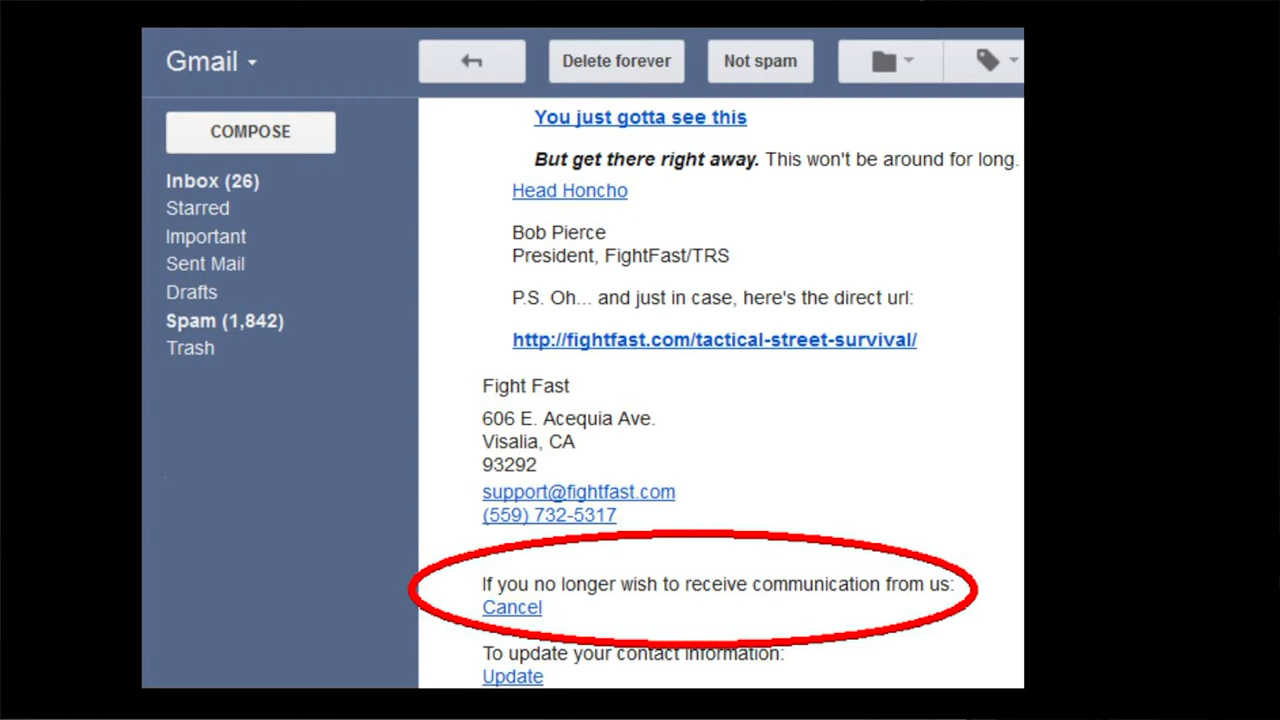 Gmail
Delete forever
Not spam
COMPOSE
Inbox (26)
Starred
Important
Sent Mail
Drafts
Spam (1,842)
Trash
You just gotta see this
But get there right away. This won't be around for long.
Head Honcho
Bob Pierce
President, FightFast/TRS
P.S. Oh... and just in case, here's the direct url:
http://fightfast.com/tactical-street-survival/
Fight Fast
606 E. Acequia Ave.
Visalia, CA
93292
support@fightfast.com
(559) 732-5317
If you no longer wish to receive communication from us:
Cancel
To update your contact information:
Update